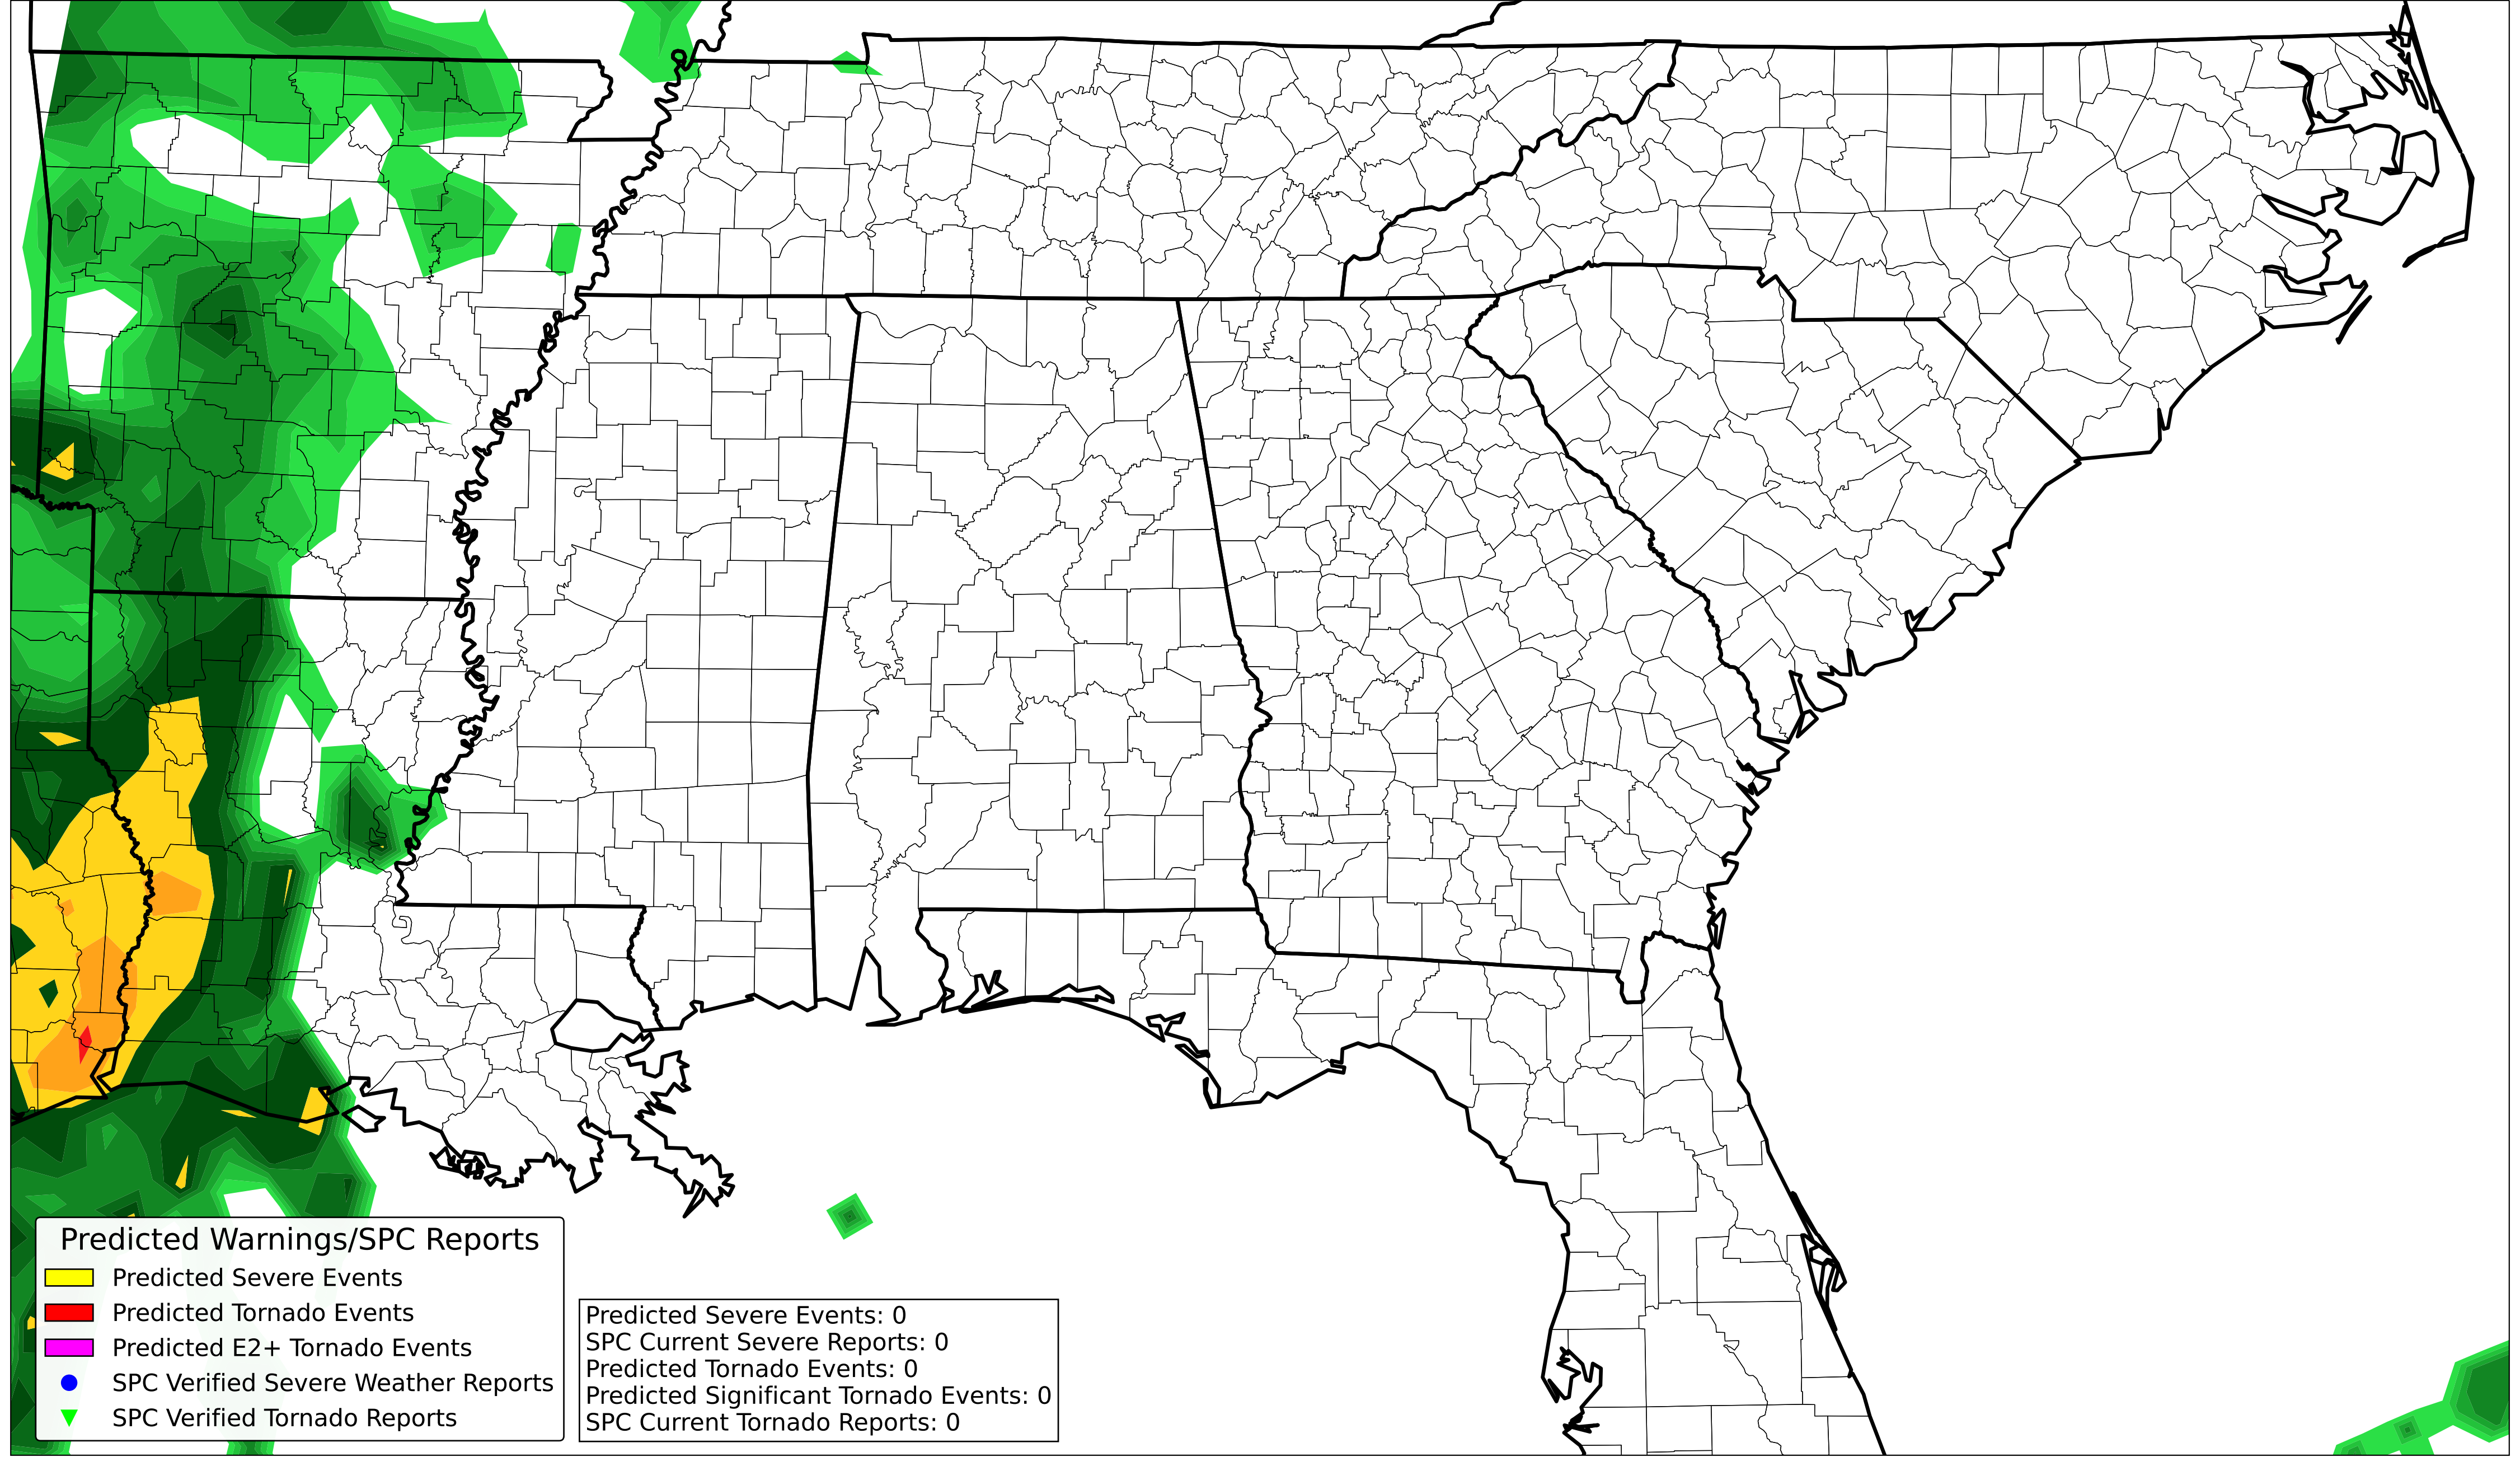 Predicted Warnings/SPC Reports
Predicted Severe Events
Predicted Tornado Events
Predicted E2+ Tornado Events
SPC Verified Severe Weather Reports
SPC Verified Tornado Reports
Predicted Severe Events: 0
SPC Current Severe Reports: 0
Predicted Tornado Events: 0
Predicted Significant Tornado Events: 0
SPC Current Tornado Reports: 0